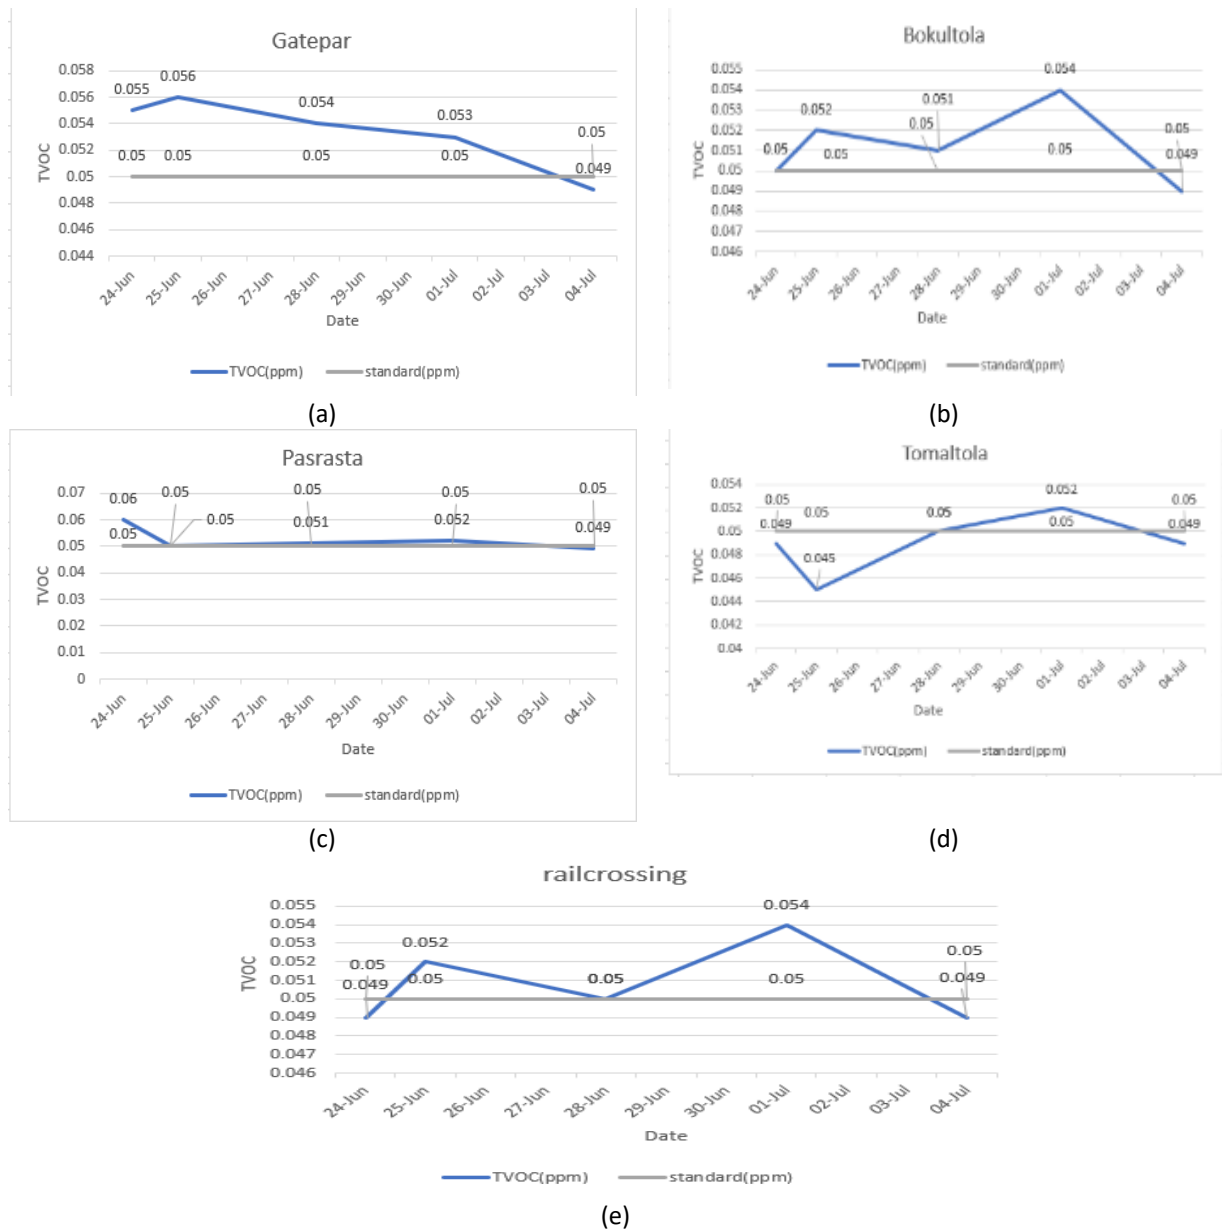 Gatepar
0.058
0.056
0.054
0.052
0.05
0.048
0.046
0.044
TVOC
0.055
0.056
0.054
0.053
0.05
0.05
0.05
0.05
0.05
0.049
24-Jun
25-Jun
26-Jun
27-Jun
28-Jun
29-Jun
30-Jun
01-Jul
02-Jul
03-Jul
04-Jul
Date
TVOC(ppm) standard(ppm)
(a)
Bokultola
0.055
0.054
0.053
0.052
0.051
0.05
0.049
0.048
0.047
0.046
TVOC
0.054
0.052
0.051
0.05
0.05
0.05
0.05
0.05
0.05
0.049
24-Jun
25-Jun
26-Jun
27-Jun
28-Jun
29-Jun
30-Jun
01-Jul
02-Jul
03-Jul
04-Jul
Date
TVOC(ppm) standard(ppm)
(b)
Pasrasta
0.07
0.06
0.05
0.04
0.03
0.02
0.01
0
TVOC
0.06
0.05
0.05
0.05
0.05
0.05
0.05
0.051
0.052
0.049
24-Jun
25-Jun
26-Jun
27-Jun
28-Jun
29-Jun
30-Jun
01-Jul
02-Jul
03-Jul
04-Jul
Date
TVOC(ppm) standard(ppm)
(c)
Tomaltola
0.054
0.052
0.05
0.048
0.046
0.044
0.042
0.04
TVOC
0.05
0.049
0.05
0.045
0.05
0.052
0.05
0.05
0.049
24-Jun
25-Jun
26-Jun
27-Jun
28-Jun
29-Jun
30-Jun
01-Jul
02-Jul
03-Jul
04-Jul
Date
TVOC(ppm) standard(ppm)
(d)
railcrossing
0.055
0.054
0.053
0.052
0.051
0.05
0.049
0.048
0.047
0.046
TVOC
0.054
0.052
0.05
0.049
0.05
0.05
0.05
0.05
0.049
24-Jun
25-Jun
26-Jun
27-Jun
28-Jun
29-Jun
30-Jun
01-Jul
02-Jul
03-Jul
04-Jul
Date
TVOC(ppm) standard(ppm)
(e)